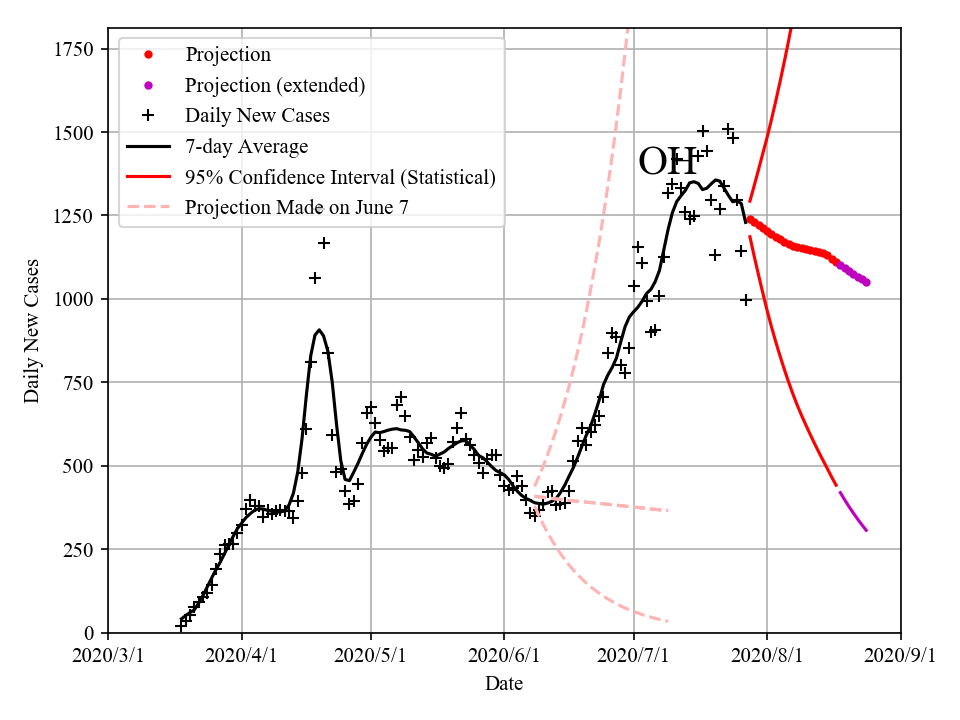 1750
1500
1250
1000
750
500
250
0
Daily New Cases
Projection
Projection (extended)
Daily New Cases
7-day Average
95% Confidence Interval (Statistical)
Projection Made on June 7
OH
2020/3/1 2020/4/1 2020/5/1 2020/6/1 2020/7/1 2020/8/1 2020/9/1
Date